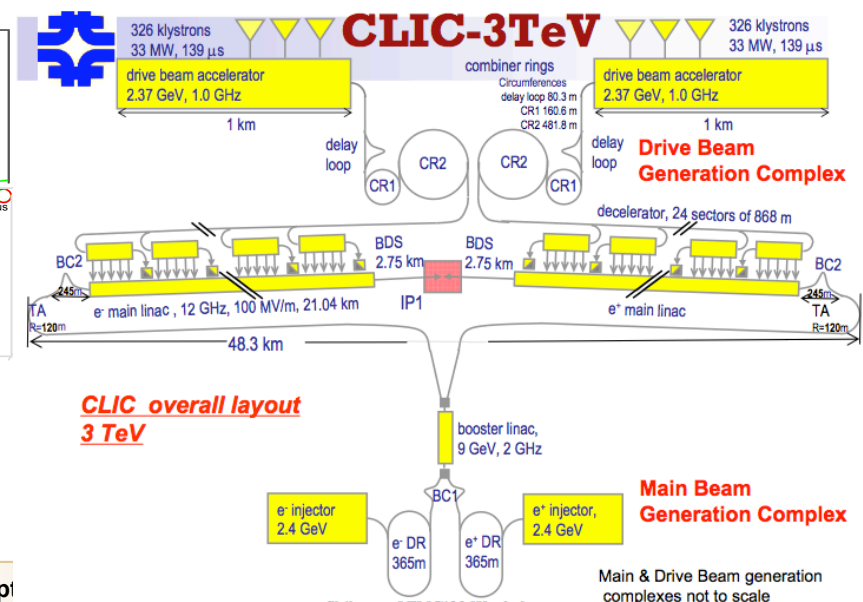 CLIC-3TeV
326 klystrons
33 MW, 139 μs
326 klystrons
33 MW, 139 μs
drive beam accelerator
2.37 GeV, 1.0 GHz
combiner rings
Circumferences
delay loop 80.3 m
CR1 160.6 m
CR2 481.8 m
drive beam accelerator
2.37 GeV, 1.0 GHz
1 km
1 km
delay
loop
CR1
CR2
CR2
CR1
delay
loop
Drive Beam
Generation Complex
decelerator, 24 sectors of 868 m
BC2
245m
BDS
2.75 km
BDS
2.75 km
IP1
BC2
245m
TA
R=120m
e- main linac , 12 GHz, 100 MV/m, 21.04 km
e+ main linac
TA
R=120m
48.3 km
CLIC overall layout
3 TeV
booster linac,
9 GeV, 2 GHz
BC1
Main Beam
Generation Complex
e- injector
2.4 GeV
e- DR
365m
e+ DR
365m
e+ injector,
2.4 GeV
Main & Drive Beam generation
complexes not to scale